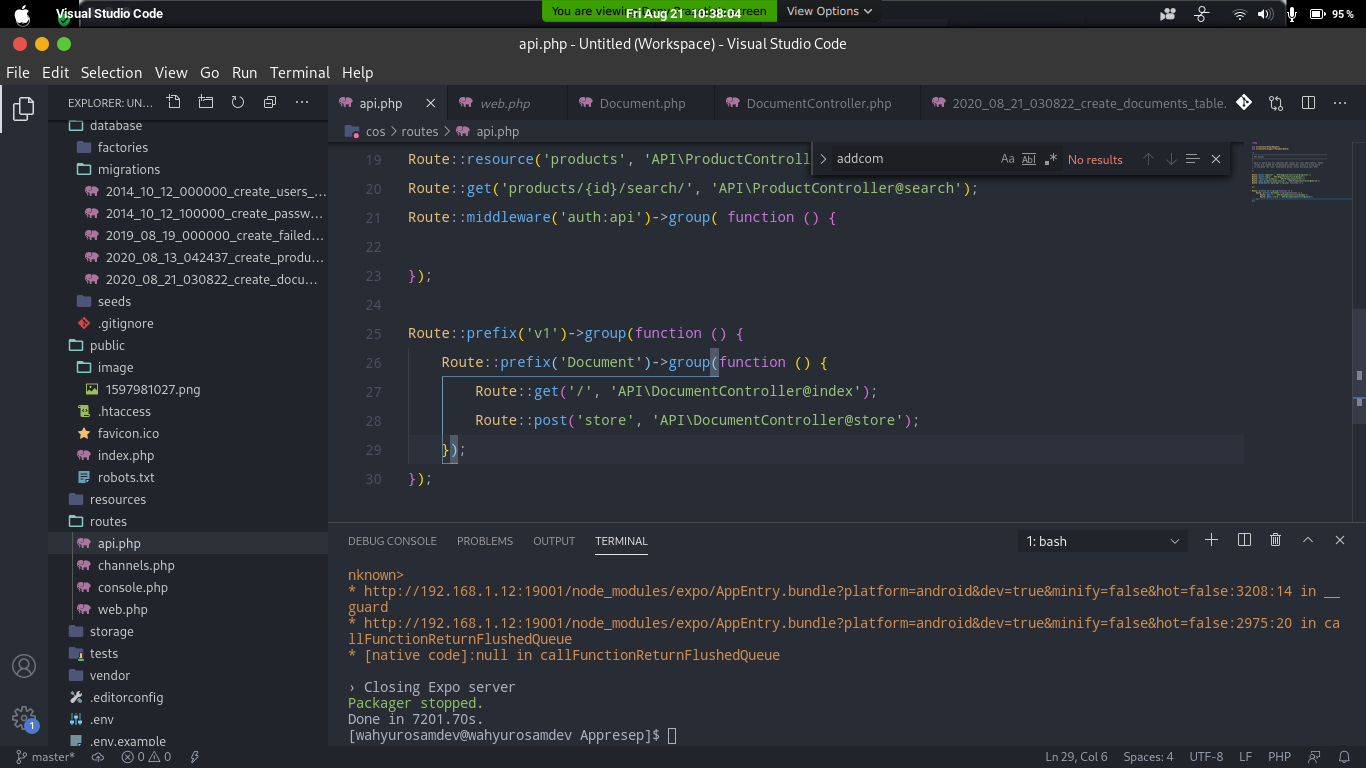 Visual Studio Code
You are viewing
screen
Fri Aug 21 10:38:04
View Options
95 %
api.php - Untitled (Workspace) - Visual Studio Code
File Edit Selection View Go Run Terminal Help
EXPLORER: UN...
api.php
web.php
Document.php
DocumentController.php
2020_08_21_030822_create_documents_table.
cos > routes > api.php
addcom
Aa Abl .* No results
database
factories
migrations
2014_10_12_000000_create_users_...
2014_10_12_100000_create_passw...
2019_08_19_000000_create_failed...
2020_08_13_042437_create_produ...
2020_08_21_030822_create_docu...
seeds
.gitignore
public
image
1597981027.png
.htaccess
favicon.ico
index.php
robots.txt
resources
routes
api.php
channels.php
console.php
web.php
storage
tests
vendor
.editorconfig
.env
.env.example
1
19 Route::resource('products', 'API\ProductControll
20 Route::get('products/{id}/search/', 'API\ProductController@search');
21 Route::middleware('auth:api')->group( function () {
22
23 });
24
25 Route::prefix('v1')->group(function () {
26 Route::prefix('Document')->group(function () {
27 Route::get('/', 'API\DocumentController@index');
28 Route::post('store', 'API\DocumentController@store');
29 });
30 });
DEBUG CONSOLE PROBLEMS OUTPUT TERMINAL
1: bash
nknown>
* http://192.168.1.12:19001/node_modules/expo/AppEntry.bundle?platform=android&dev=true&minify=false&hot=false:3208:14 in __
guard
* http://192.168.1.12:19001/node_modules/expo/AppEntry.bundle?platform=android&dev=true&minify=false&hot=false:2975:20 in ca
llFunctionReturnFlushedQueue
* [native code]:null in callFunctionReturnFlushedQueue
› Closing Expo server
Packager stopped.
Done in 7201.70s.
[wahyurosamdev@wahyurosamdev Appresep]$
master* 0 0
Ln 29, Col 6 Spaces: 4 UTF-8 LF PHP